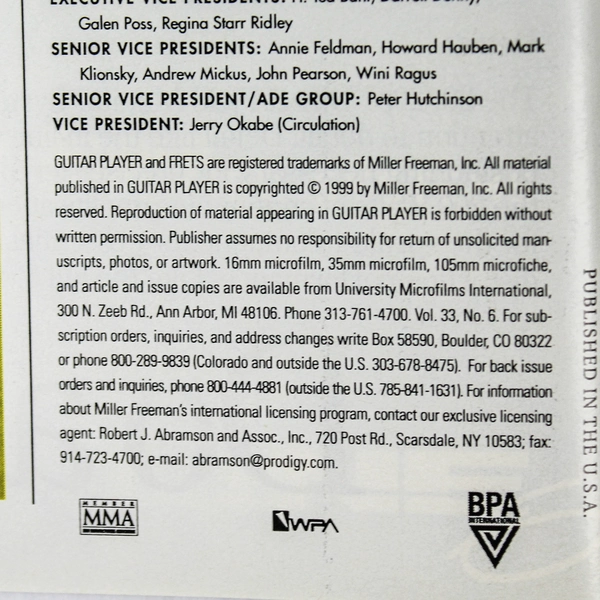 Galen Poss, Regina Starr Ridley
SENIOR VICE PRESIDENTS: Annie Feldman, Howard Hauben, Mark
Klionsky, Andrew Mickus, John Pearson, Wini Ragus
SENIOR VICE PRESIDENT/ADE GROUP: Peter Hutchinson
VICE PRESIDENT: Jerry Okabe (Circulation)
GUITAR PLAYER and FRETS are registered trademarks of Miller Freeman, Inc. All material
published in GUITAR PLAYER is copyrighted © 1999 by Miller Freeman, Inc. All rights
reserved. Reproduction of material appearing in GUITAR PLAYER is forbidden without
written permission. Publisher assumes no responsibility for return of unsolicited man-
uscripts, photos, or artwork. 16mm microfilm, 35mm microfilm, 105mm microfiche,
and article and issue copies are available from University Microfilms International,
300 N. Zeeb Rd., Ann Arbor, MI 48106. Phone 313-761-4700. Vol. 33, No. 6. For sub-
scription orders, inquiries, and address changes write Box 58590, Boulder, CO 80322
or phone 800-289-9839 (Colorado and outside the U.S. 303-678-8475). For back issue
orders and inquiries, phone 800-444-4881 (outside the U.S. 785-841-1631). For information
about Miller Freeman's international licensing program, contact our exclusive licensing
agent: Robert J. Abramson and Assoc., Inc., 720 Post Rd., Scarsdale, NY 10583; fax:
914-723-4700; e-mail: abramson@prodigy.com.
MEMBER
MMA
WPA
BPA
INTERNATIONAL
PUBLISHED IN THE U.S.A.